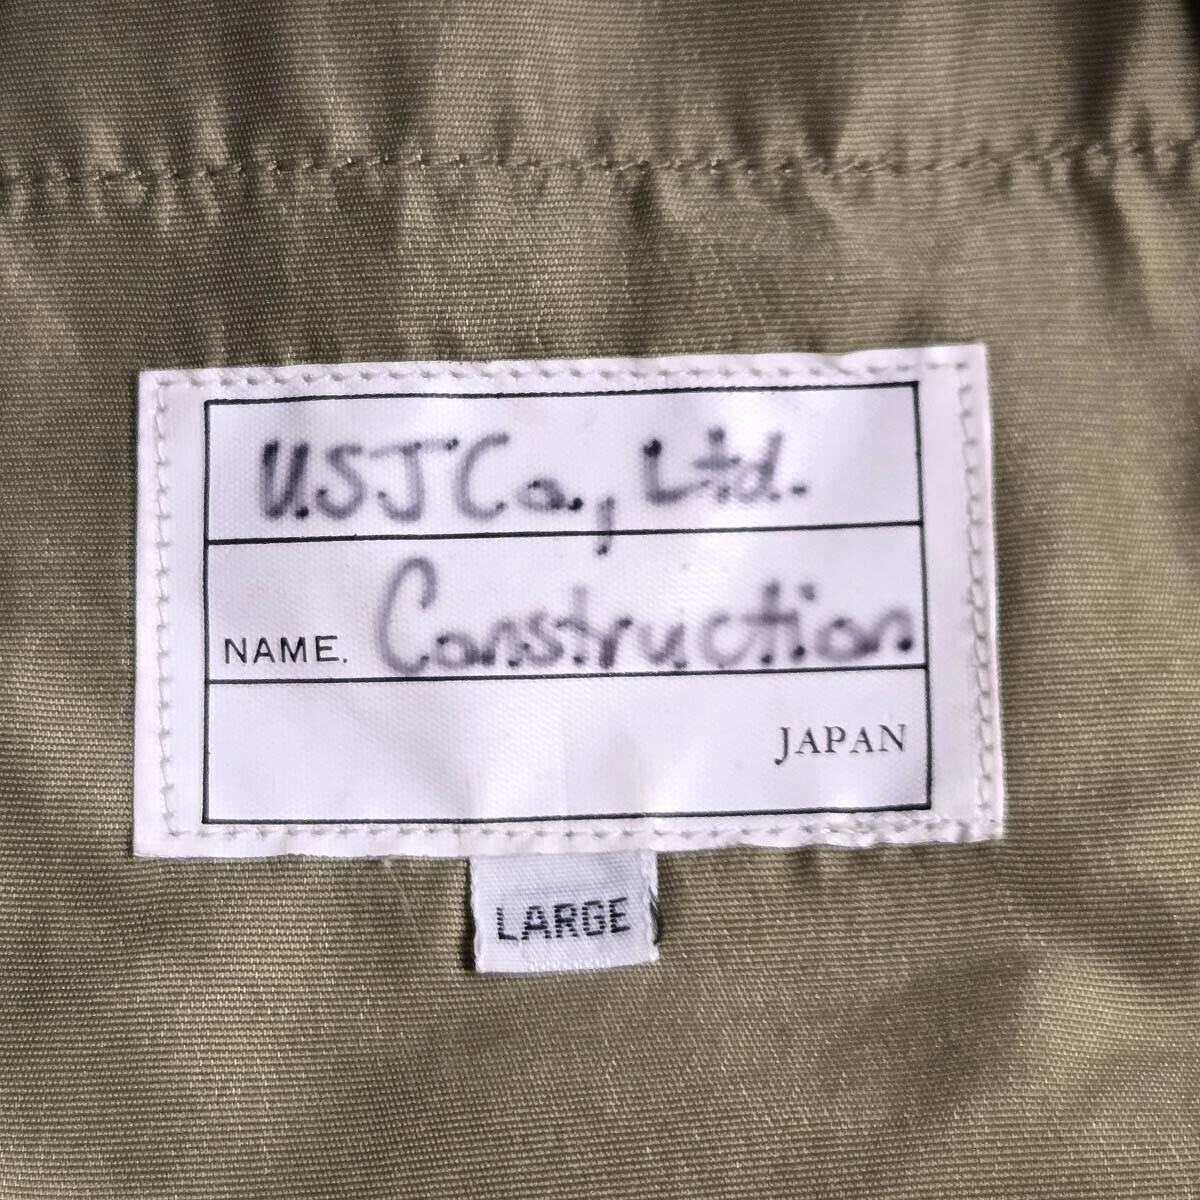 U.S.J Co., Ltd.
NAME. Construction
JAPAN
LARGE